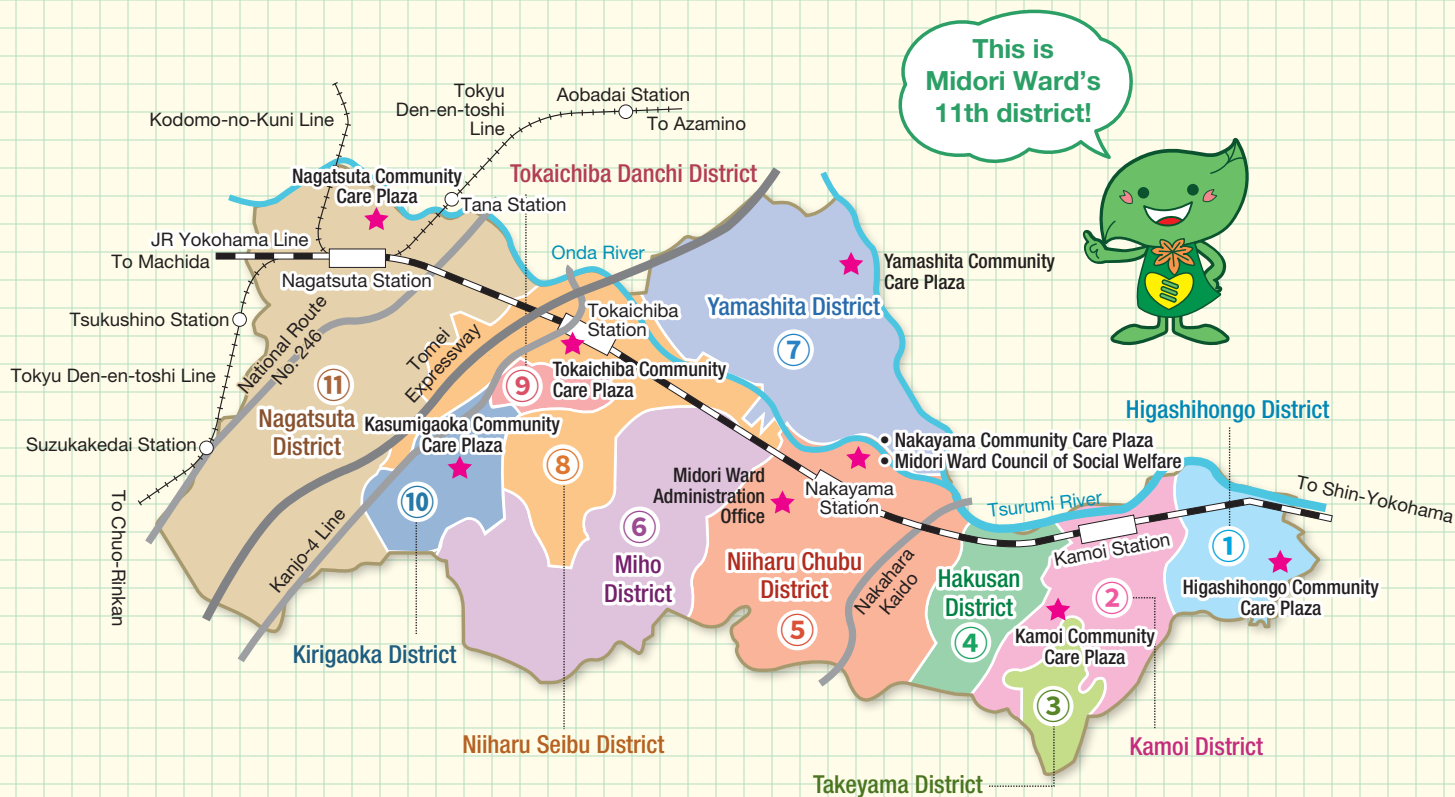 This is
Midori Ward's
11th district!
Kodomo-no-Kuni Line
Tokyu
Den-en-toshi
Line
Aobadai Station
To Azamino
Nagatsuta Community
Care Plaza
Tokaichiba Danchi District
Tana Station
JR Yokohama Line
To Machida
Nagatsuta Station
Onda River
Yamashita Community
Care Plaza
Tsukushino Station
National Route
No. 246
Tomei
Expressway
Tokaichiba
Station
Yamashita District
7
Tokyu Den-en-toshi Line
11
Nagatsuta
District
9
Tokaichiba Community
Care Plaza
Kasumigaoka Community
Care Plaza
Higashihongo District
Suzukakedai Station
Nakayama Community Care Plaza
Midori Ward Council of Social Welfare
8
10
Midori Ward
Administration
Office
Nakayama
Station
Tsurumi River
To Shin-Yokohama
To Chuo-Rinkan
Kanjo-4 Line
6
Miho
District
Niiharu Chubu
District
5
Nakahara
Kaido
Hakusan
District
4
Kamoi Station
2
1
Higashihongo Community
Care Plaza
Kamoi Community
Care Plaza
Kirigaoka District
3
Niiharu Seibu District
Kamoi District
Takeyama District